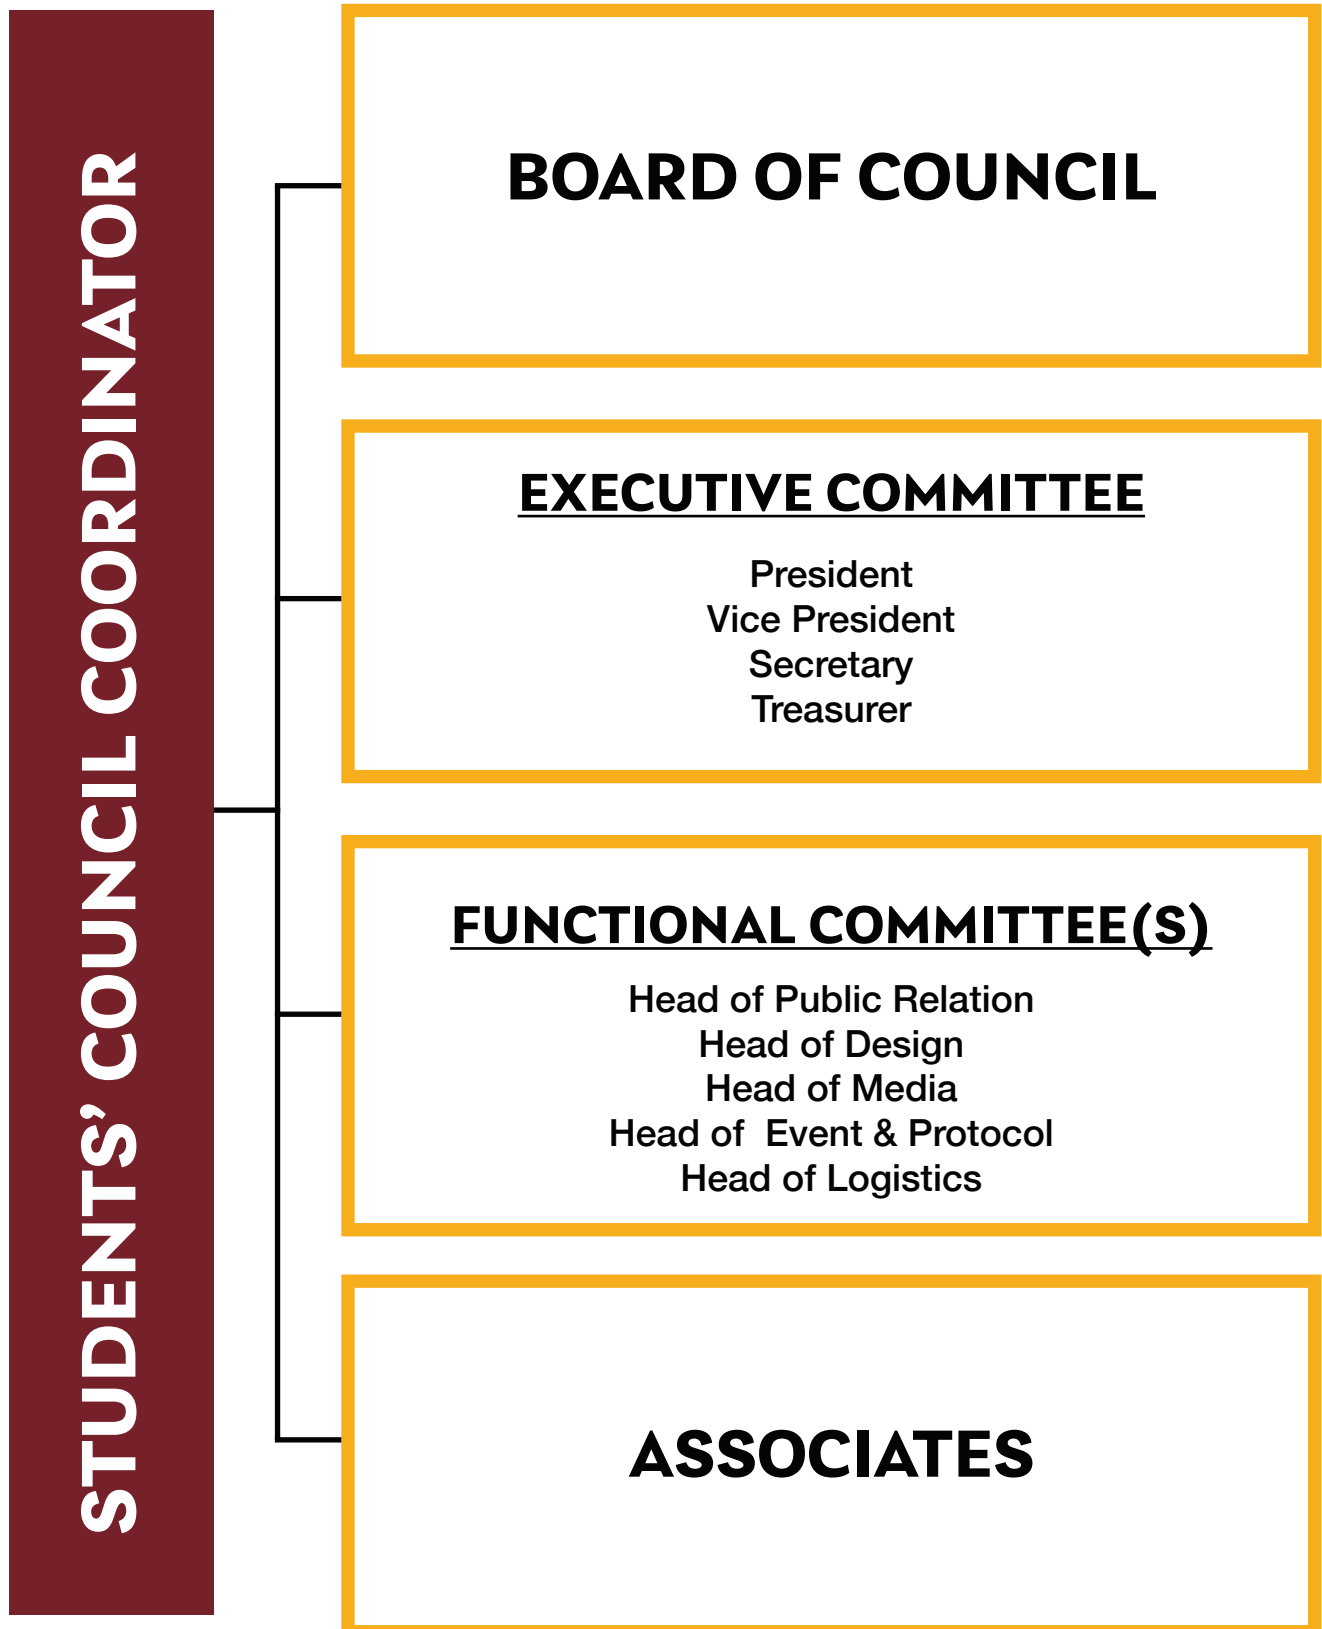 STUDENTS’ COUNCIL COORDINATOR
BOARD OF COUNCIL
EXECUTIVE COMMITTEE
President
Vice President
Secretary
Treasurer
FUNCTIONAL COMMITTEE(S)
Head of Public Relation
Head of Design
Head of Media
Head of  Event & Protocol
Head of Logistics
ASSOCIATES